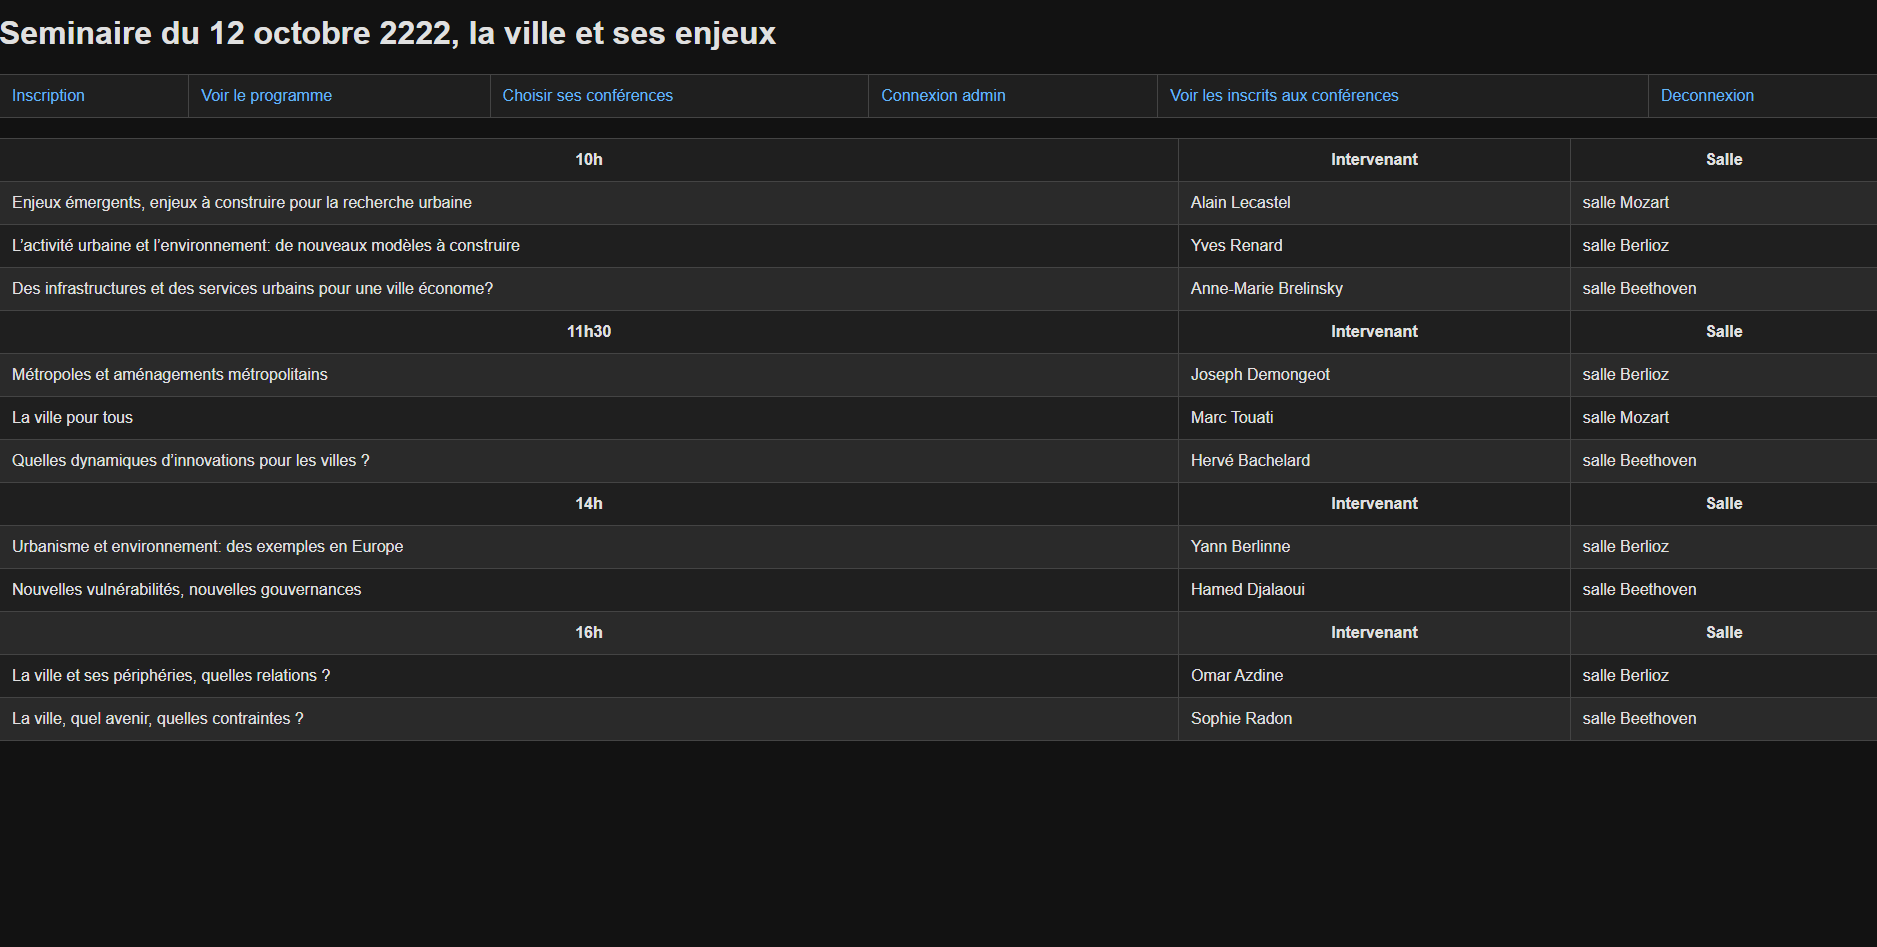 Seminaire du 12 octobre 2222, la ville et ses enjeux
Inscription Voir le programme Choisir ses conférences Connexion admin Voir les inscrits aux conférences Deconnexion
10h Intervenant Salle
Enjeux émergents, enjeux à construire pour la recherche urbaine Alain Lecastel salle Mozart
L’activité urbaine et l’environnement: de nouveaux modèles à construire Yves Renard salle Berlioz
Des infrastructures et des services urbains pour une ville économe? Anne-Marie Brelinsky salle Beethoven
11h30 Intervenant Salle
Métropoles et aménagements métropolitains Joseph Demongeot salle Berlioz
La ville pour tous Marc Touati salle Mozart
Quelles dynamiques d’innovations pour les villes ? Hervé Bachelard salle Beethoven
14h Intervenant Salle
Urbanisme et environnement: des exemples en Europe Yann Berlinne salle Berlioz
Nouvelles vulnérabilités, nouvelles gouvernances Hamed Djalaoui salle Beethoven
16h Intervenant Salle
La ville et ses périphéries, quelles relations ? Omar Azdine salle Berlioz
La ville, quel avenir, quelles contraintes ? Sophie Radon salle Beethoven